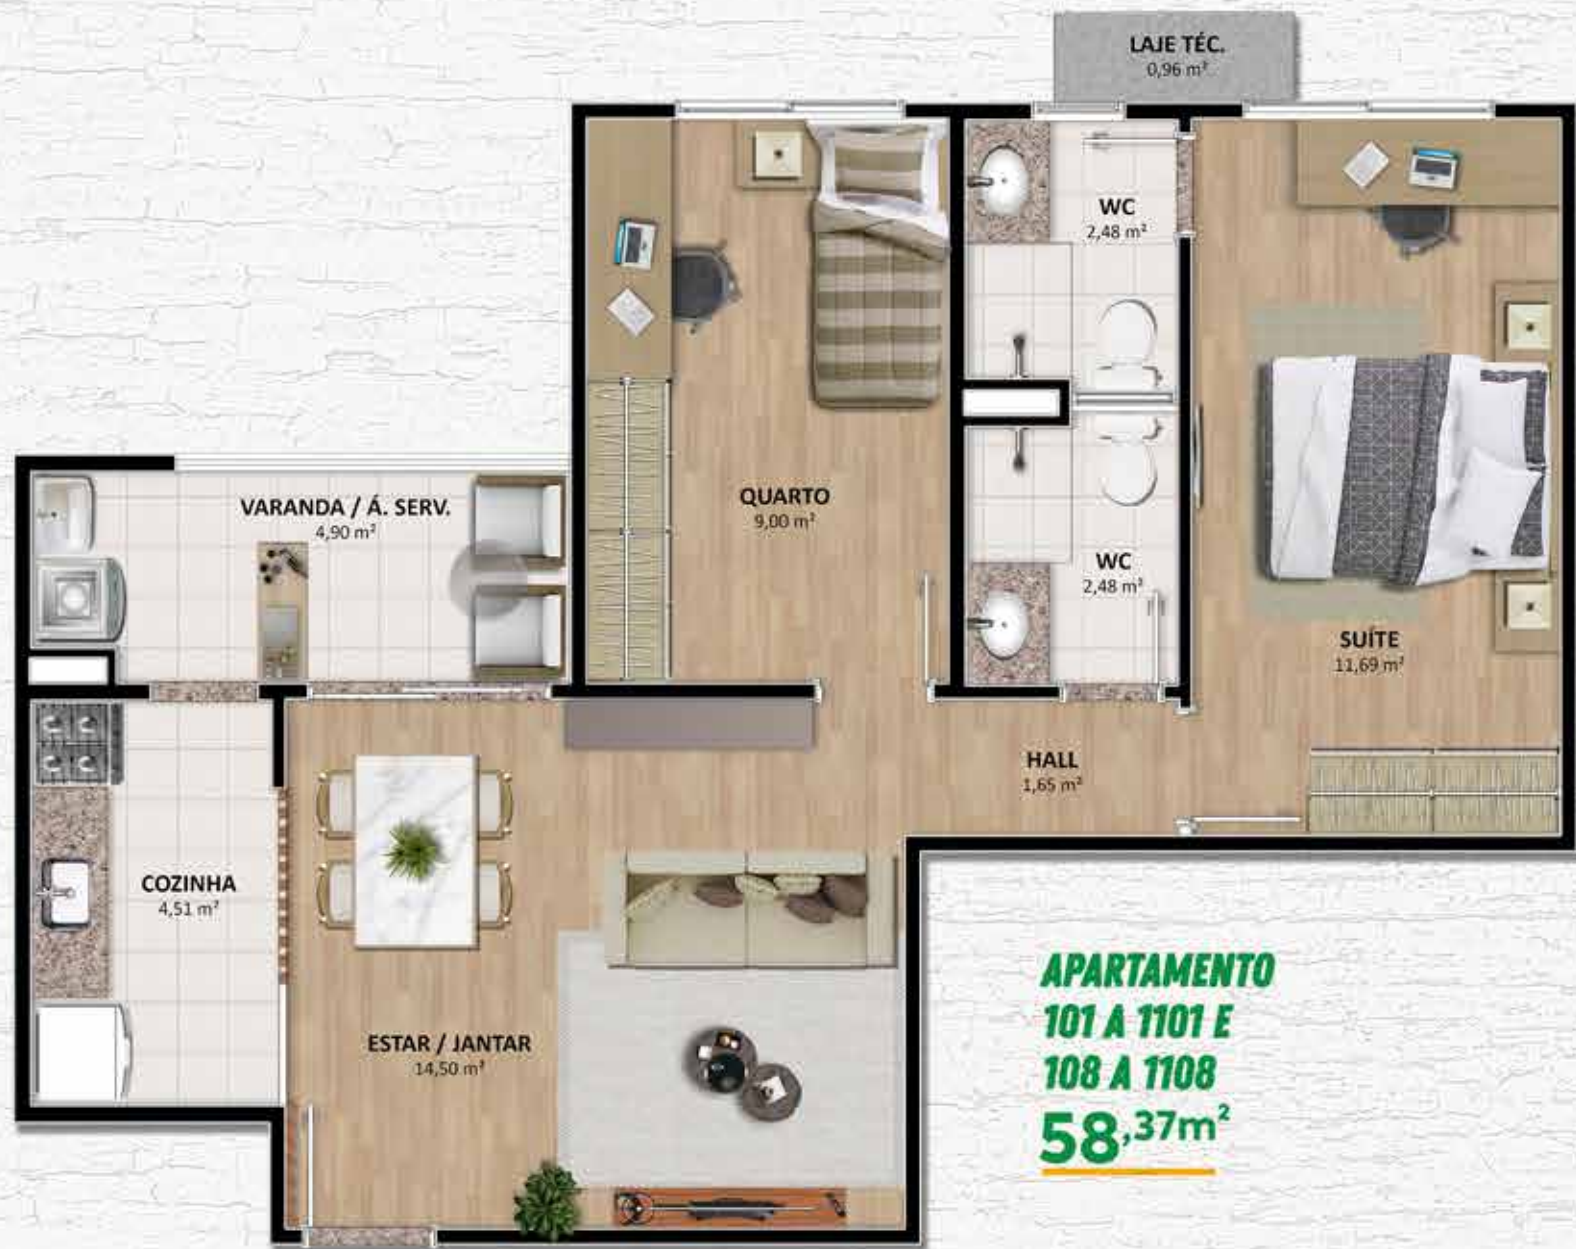 LAJE TÉC.
0,96 m²
WC
2,48 m²
QUARTO
9,00 m²
VARANDA / Á. SERV.
4,90 m²
WC
2,48 m²
SUÍTE
11,69 m²
HALL
1,65 m²
COZINHA
4,51 m²
ESTAR / JANTAR
14,50 m²
APARTAMENTO
101 A 1101 E
108 A 1108
58,37m²